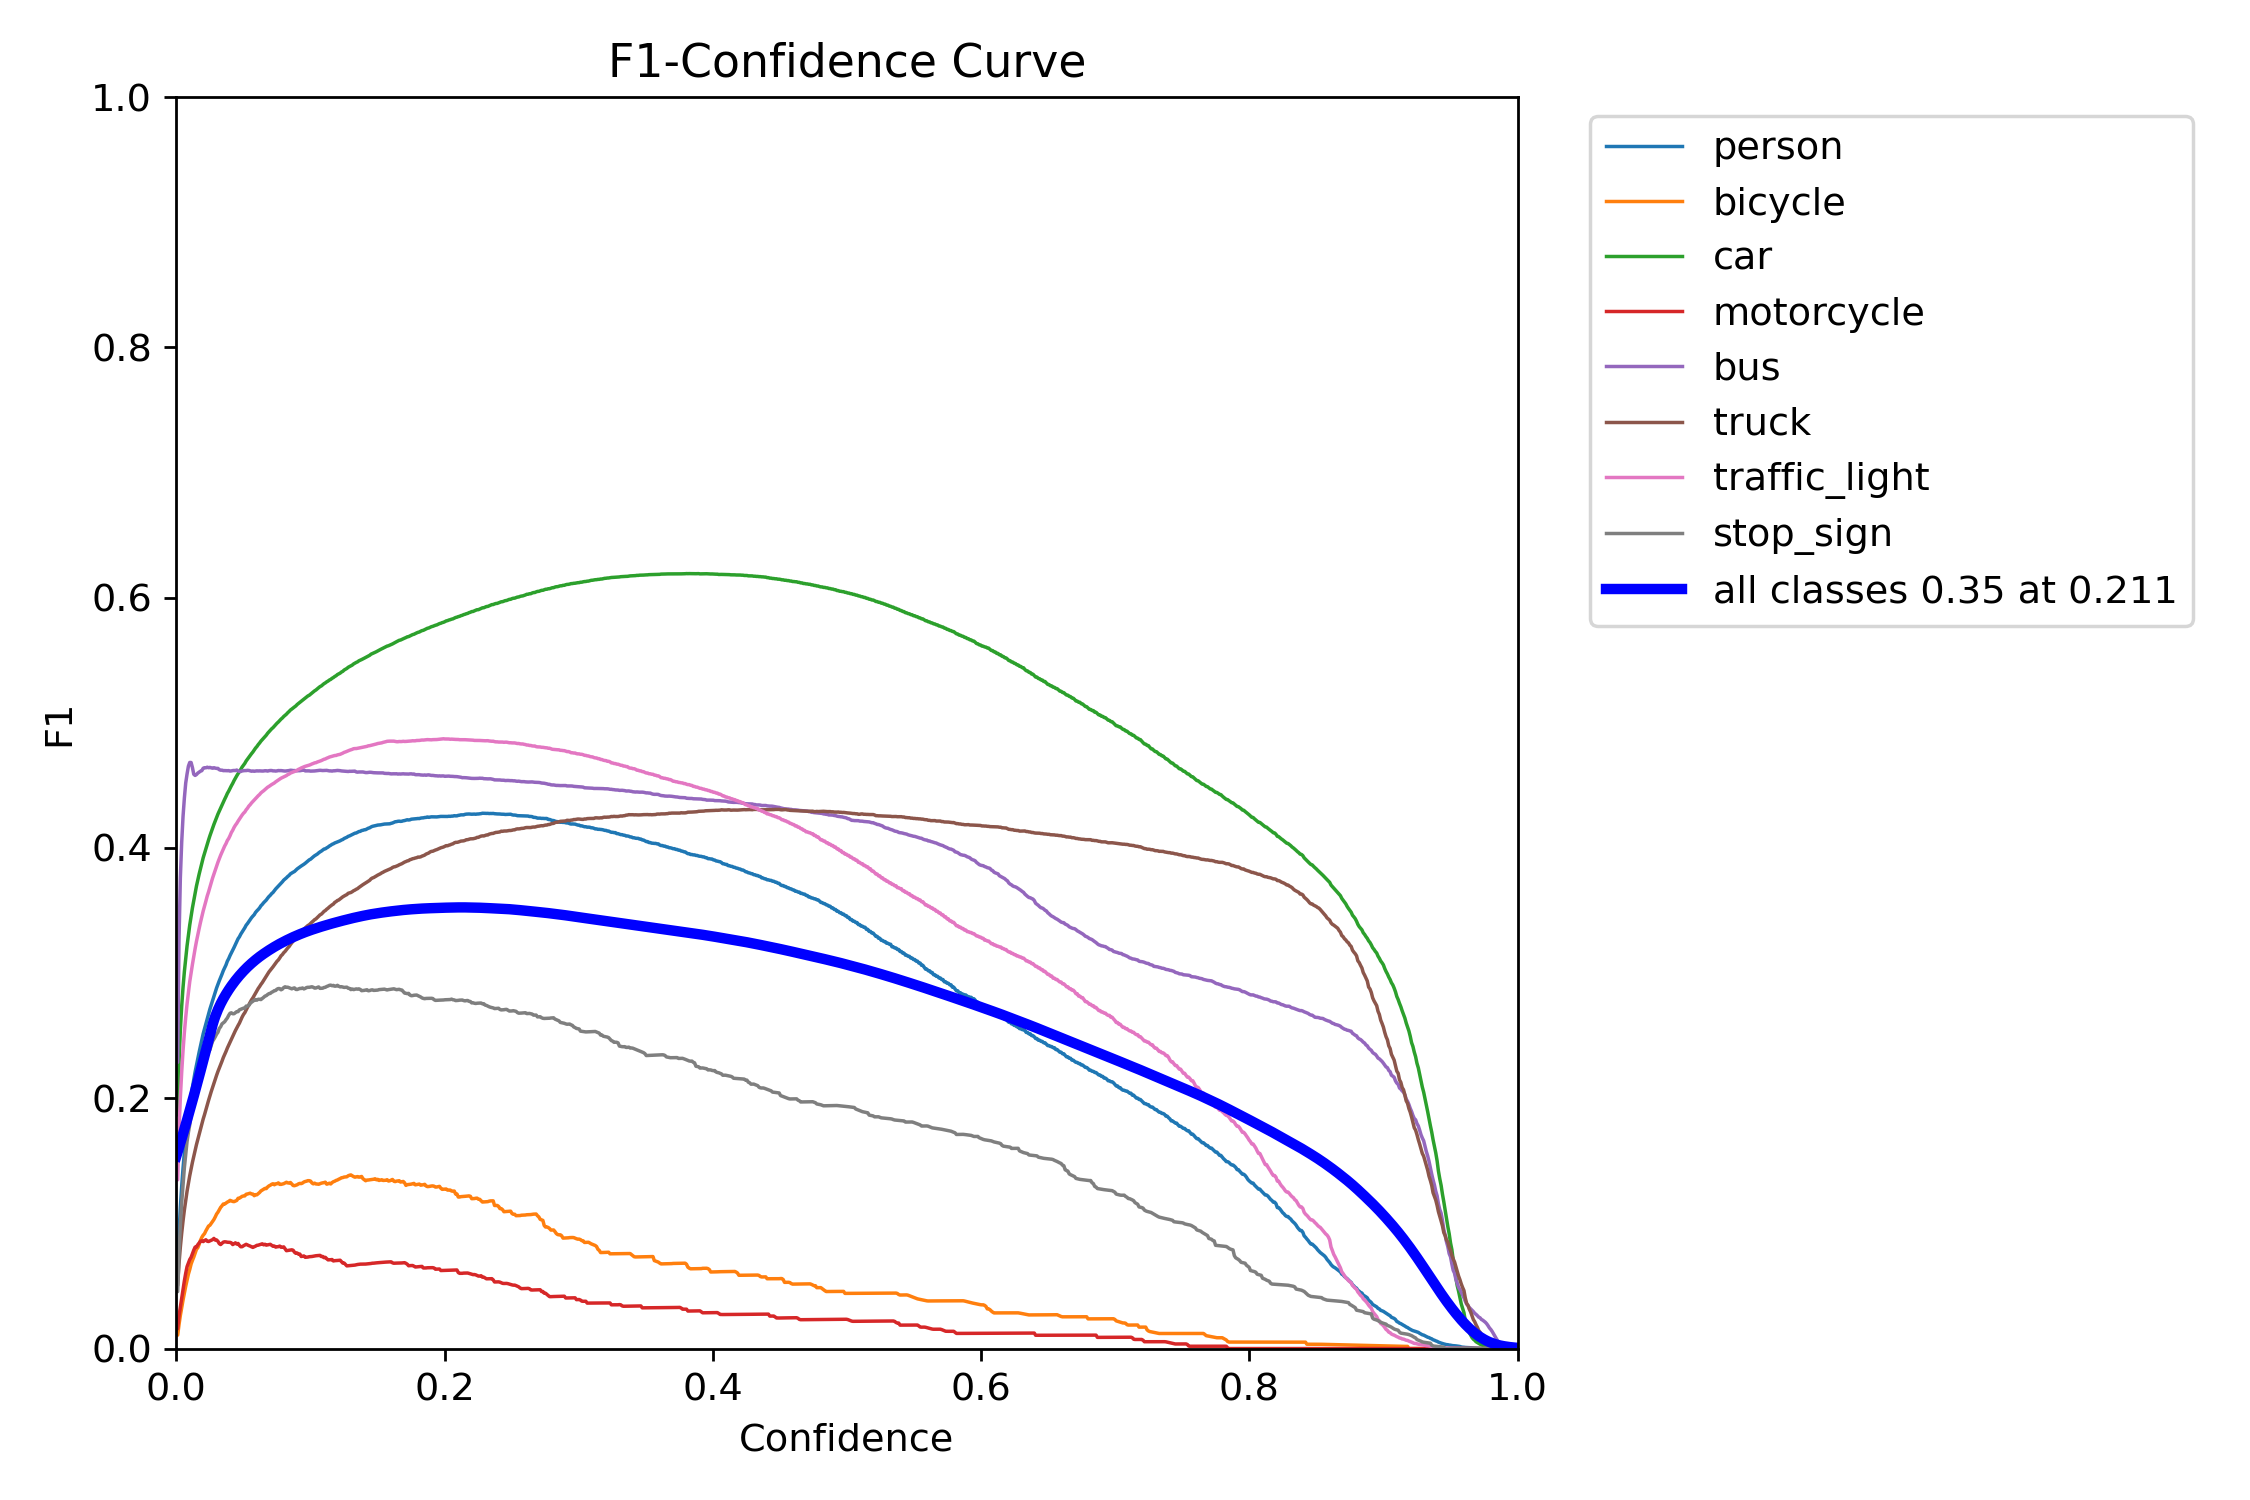 F1-Confidence Curve
1.0
0.8
0.6
0.4
0.2
0.0
F1
0.0 0.2 0.4 0.6 0.8 1.0
Confidence
person
bicycle
car
motorcycle
bus
truck
traffic_light
stop_sign
all classes 0.35 at 0.211